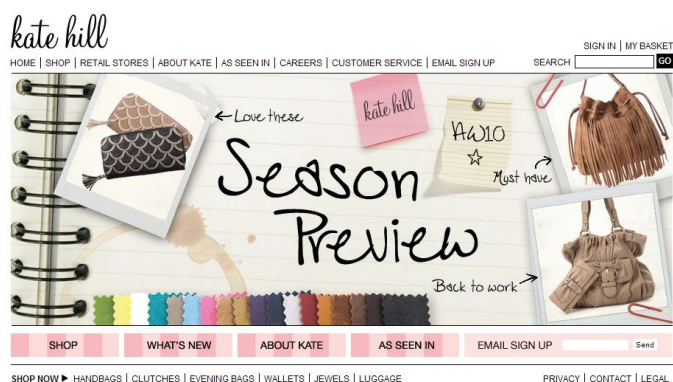 kate hill
SIGN IN | MY BASKET
HOME | SHOP | RETAIL STORES | ABOUT KATE | AS SEEN IN | CAREERS | CUSTOMER SERVICE | EMAIL SIGN UP
SEARCH GO
kate hill
Love these
AW10
Must have
Season
Preview
Back to work
SHOP
WHAT'S NEW
ABOUT KATE
AS SEEN IN
EMAIL SIGN UP Send
SHOP NOW ▶ HANDBAGS | CLUTCHES | EVENING BAGS | WALLETS | JEWELS | LUGGAGE
PRIVACY | CONTACT | LEGAL